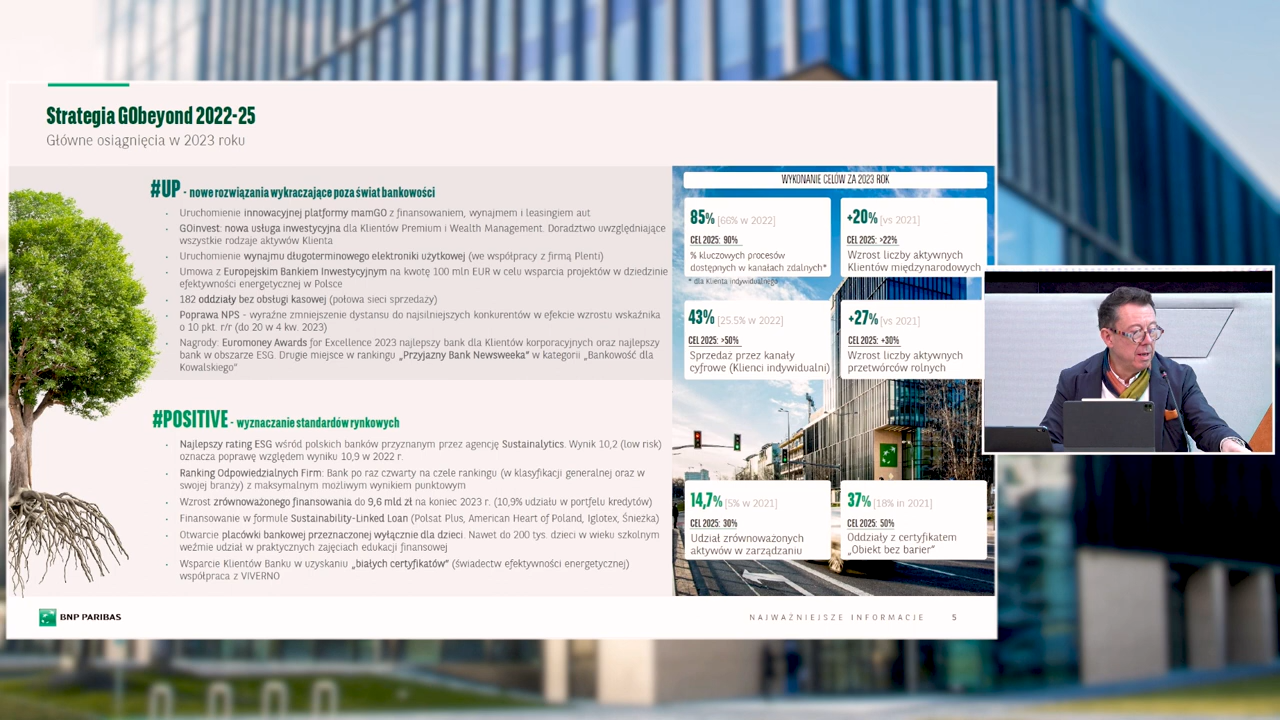 Strategia GObeyond 2022-25
Główne osiągnięcia w 2023 roku
#UP - nowe rozwiązania wykraczające poza świat bankowości
Uruchomienie innowacyjnej platformy mamGO z finansowaniem, wynajmem i leasingiem aut
GOinvest: nowa usługa inwestycyjna dla Klientów Premium i Wealth Management. Doradztwo uwzględniające
wszystkie rodzaje aktywów Klienta
Uruchomienie wynajmu długoterminowego elektroniki użytkowej (we współpracy z firmą Plenti)
Umowa z Europejskim Bankiem Inwestycyjnym na kwotę 100 mln EUR w celu wsparcia projektów w dziedzinie
efektywności energetycznej w Polsce
182 oddziały bez obsługi kasowej (połowa sieci sprzedaży)
Poprawa NPS - wyraźne zmniejszenie dystansu do najsilniejszych konkurentów w efekcie wzrostu wskaźnika
o 10 pkt. r/r (do 20 w 4 kw. 2023)
Nagrody: Euromoney Awards for Excellence 2023 najlepszy bank dla Klientów korporacyjnych oraz najlepszy
bank w obszarze ESG. Drugie miejsce w rankingu „Przyjazny Bank Newsweeka” w kategorii „Bankowość dla
Kowalskiego”
#POSITIVE - wyznaczanie standardów rynkowych
Najlepszy rating ESG wśród polskich banków przyznanym przez agencję Sustainalytics. Wynik 10,2 (low risk)
oznacza poprawę względem wyniku 10,9 w 2022 r.
Ranking Odpowiedzialnych Firm: Bank po raz czwarty na czele rankingu (w klasyfikacji generalnej oraz w
swojej branży) z maksymalnym możliwym wynikiem punktowym
Wzrost zrównoważonego finansowania do 9,6 mld zł na koniec 2023 r. (10,9% udziału w portfelu kredytów)
Finansowanie w formule Sustainability-Linked Loan (Polsat Plus, American Heart of Poland, Iglotex, Śnieżka)
Otwarcie placówki bankowej przeznaczonej wyłącznie dla dzieci. Nawet do 200 tys. dzieci w wieku szkolnym
weźmie udział w praktycznych zajęciach edukacji finansowej
Wsparcie Klientów Banku w uzyskaniu „białych certyfikatów” (świadectw efektywności energetycznej)
współpraca z VIVERNO
WYKONANIE CELÓW ZA 2023 ROK
85% [66% w 2022]
CEL 2025: 90%
% kluczowych procesów
dostępnych w kanałach zdalnych*
* dla Klienta indywidualnego
+20% [vs 2021]
CEL 2025: >22%
Wzrost liczby aktywnych
Klientów międzynarodowych
43% [25.5% w 2022]
CEL 2025: >50%
Sprzedaż przez kanały
cyfrowe (Klienci indywidualni)
+27% [vs 2021]
CEL 2025: +30%
Wzrost liczby aktywnych
przetwórców rolnych
14,7% [5% w 2021]
CEL 2025: 30%
Udział zrównoważonych
aktywów w zarządzaniu
37% [18% in 2021]
CEL 2025: 50%
Oddziały z certyfikatem
„Obiekt bez barier”
BNP PARIBAS
NAJWAŻNIEJSZE INFORMACJE 5